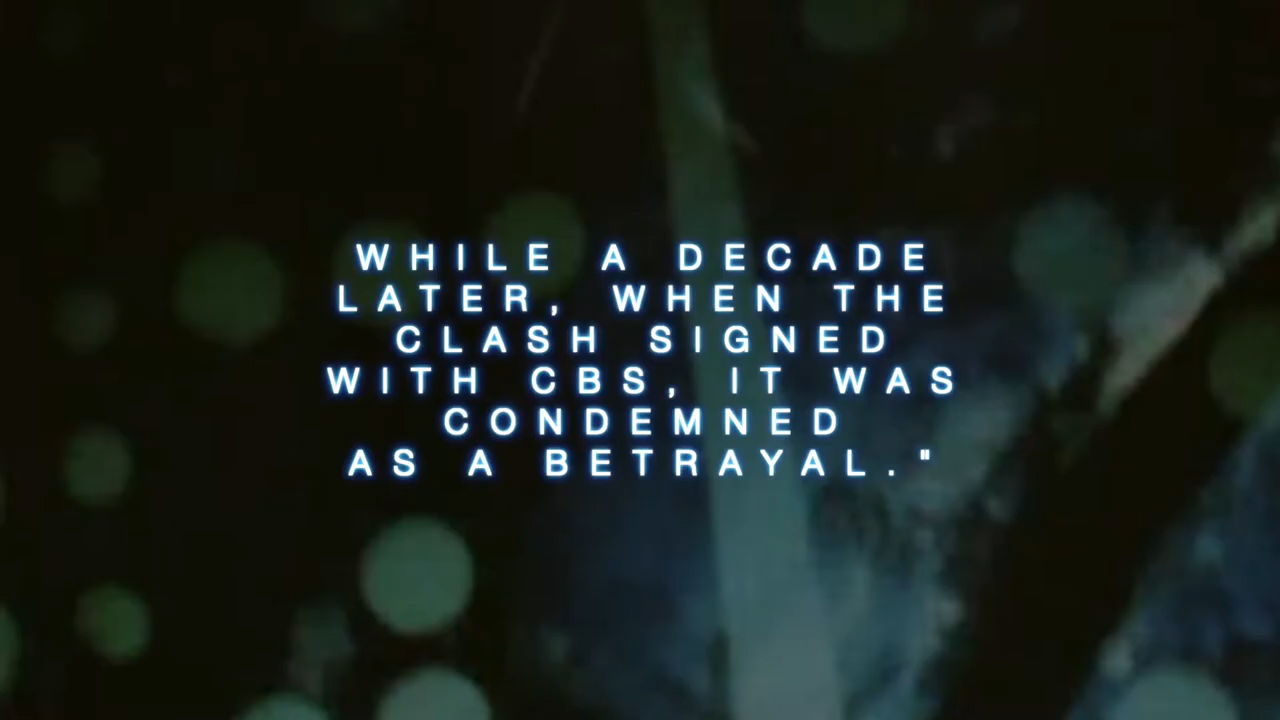 WHILE A DECADE
LATER, WHEN THE
CLASH SIGNED
WITH CBS, IT WAS
CONDEMNED
AS A BETRAYAL."